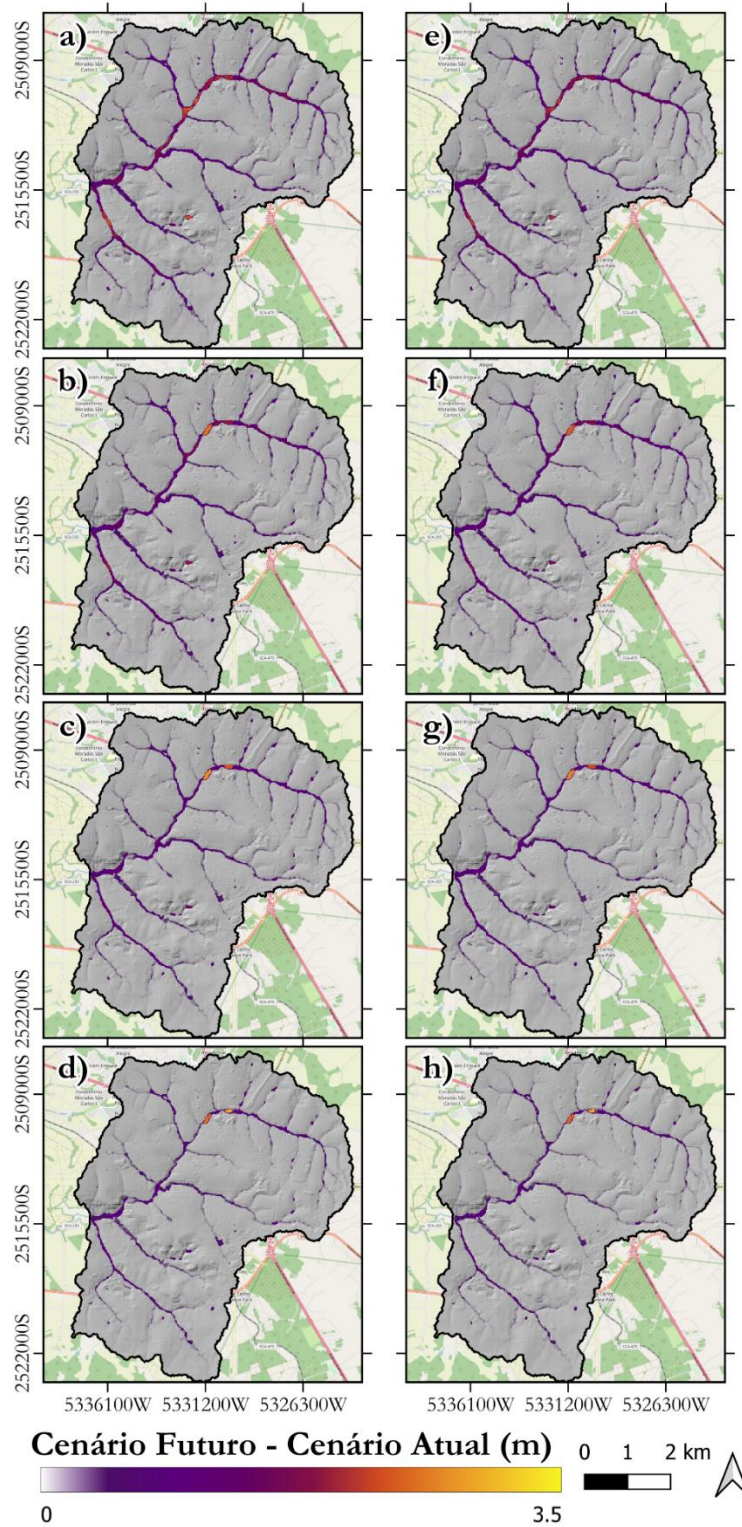 a)
e)
2509000S
2515500S
2522000S
b)
f)
2509000S
2515500S
2522000S
c)
g)
2509000S
2515500S
2522000S
d)
h)
2509000S
2515500S
2522000S
5336100W 5331200W 5326300W 5336100W 5331200W 5326300W
Cenário Futuro - Cenário Atual (m)
0 1 2 km
0 3.5